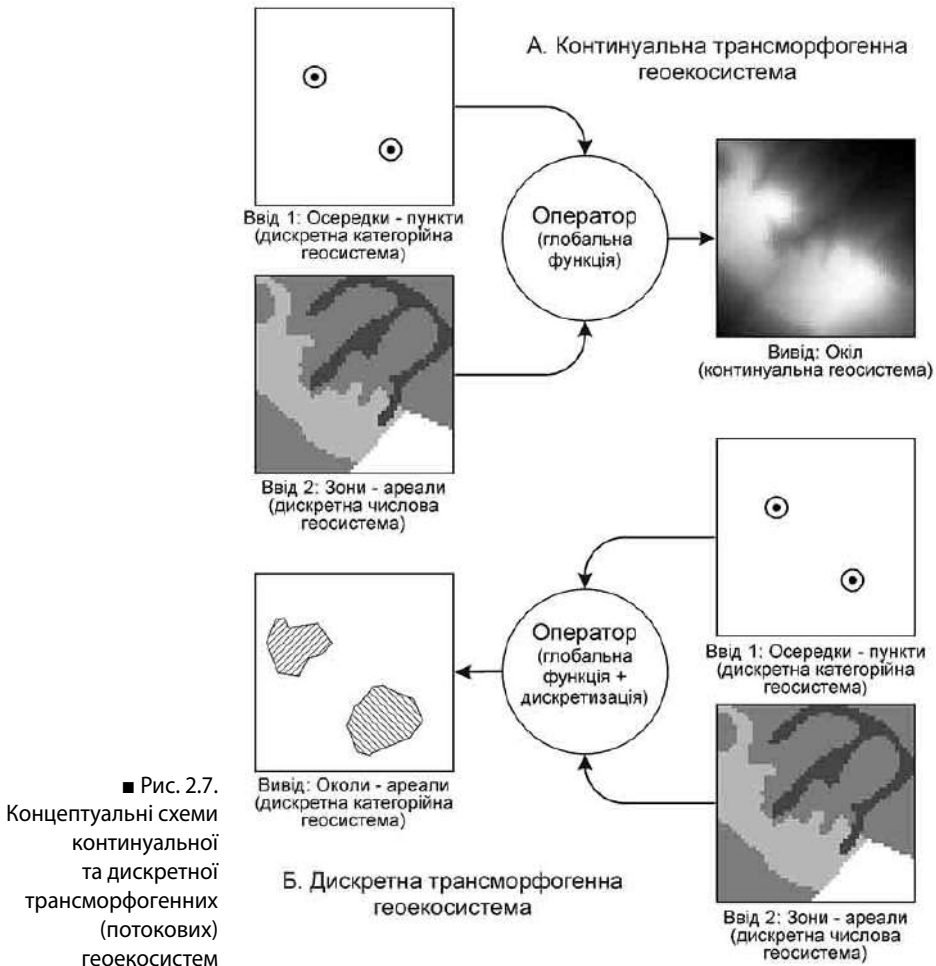 А. Континуальна трансморфогенна
геоекосистема
Ввід 1: Осередки - пункти
(дискретна категорійна
геосистема)
Оператор
(глобальна
функція)
Вивід: Окіл
(континуальна геосистема)
Ввід 2: Зони - ареали
(дискретна числова
геосистема)
Оператор
(глобальна
функція +
дискретизація)
Ввід 1: Осередки - пункти
(дискретна категорійна
геосистема)
Вивід: Околи - ареали
(дискретна категорійна
геосистема)
Б. Дискретна трансморфогенна
геоекосистема
Ввід 2: Зони - ареали
(дискретна числова
геосистема)
■ Рис. 2.7.
Концептуальні схеми
континуальної
та дискретної
трансморфогенних
(потокових)
геоекосистем